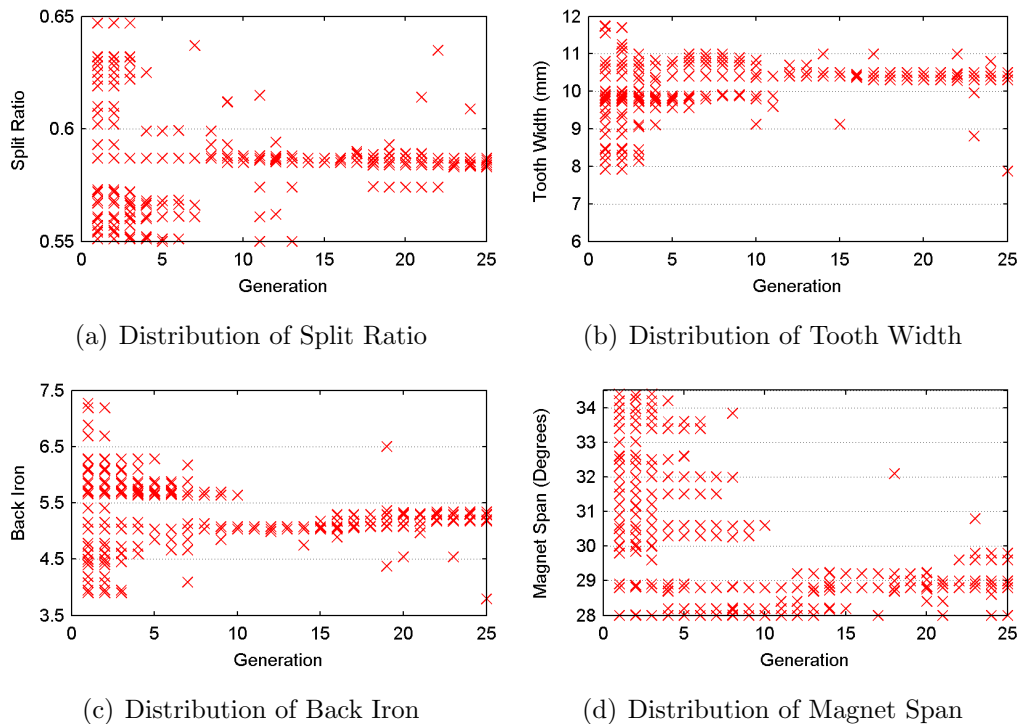 0.65
0.6
0.55
Split Ratio
0 5 10 15 20 25
Generation
(a) Distribution of Split Ratio
12
11
10
9
8
7
6
Tooth Width (mm)
0 5 10 15 20 25
Generation
(b) Distribution of Tooth Width
7.5
6.5
5.5
4.5
3.5
Back Iron
0 5 10 15 20 25
Generation
(c) Distribution of Back Iron
34
33
32
31
30
29
28
Magnet Span (Degrees)
0 5 10 15 20 25
Generation
(d) Distribution of Magnet Span